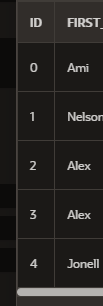 ID FIRST_
0 Ami
1 Nelson
2 Alex
3 Alex
4 Jonell